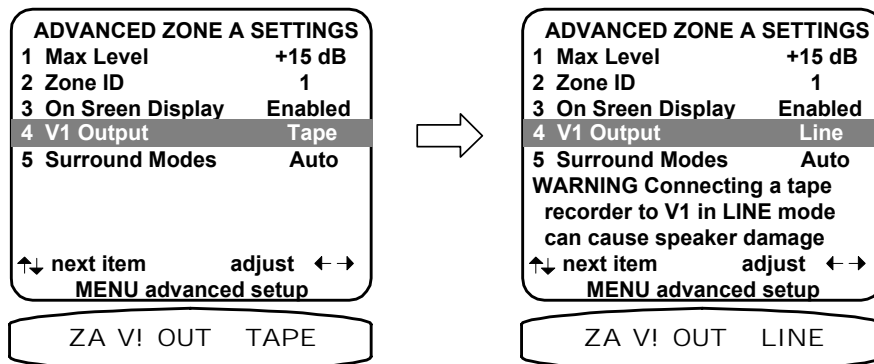 ADVANCED ZONE A SETTINGS
1 Max Level +15 dB
2 Zone ID 1
3 On Sreen Display Enabled
4 V1 Output Tape
5 Surround Modes Auto
↑↓ next item adjust ←→
MENU advanced setup
ZA V! OUT TAPE
ADVANCED ZONE A SETTINGS
1 Max Level +15 dB
2 Zone ID 1
3 On Sreen Display Enabled
4 V1 Output Line
5 Surround Modes Auto
WARNING Connecting a tape
recorder to V1 in LINE mode
can cause speaker damage
↑↓ next item adjust ←→
MENU advanced setup
ZA V! OUT LINE